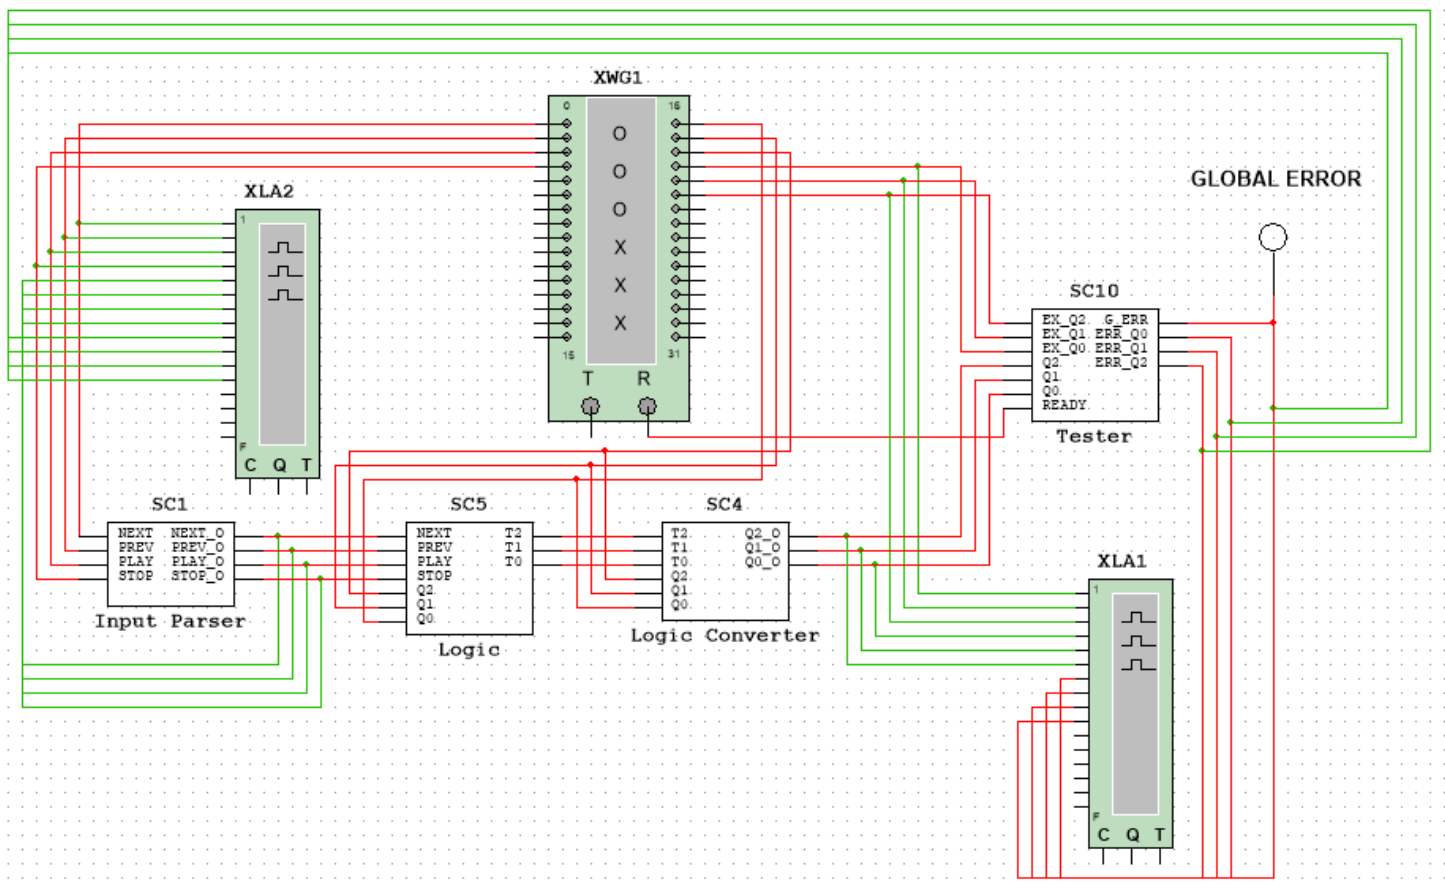 XWG1
0 16
O
O
O
X
X
X
15 31
T R
XLA2
1
F
C Q T
GLOBAL ERROR
SC10
EX_Q2 G_ERR
EX_Q1 ERR_Q0
EX_Q0 ERR_Q1
Q2 ERR_Q2
Q1
Q0
READY
Tester
SC1
NEXT NEXT_O
PREV PREV_O
PLAY PLAY_O
STOP STOP_O
Input Parser
SC5
NEXT T2
PREV T1
PLAY T0
STOP
Q2
Q1
Q0
Logic
SC4
T2 Q2_O
T1 Q1_O
T0 Q0_O
Q2
Q1
Q0
Logic Converter
XLA1
1
F
C Q T